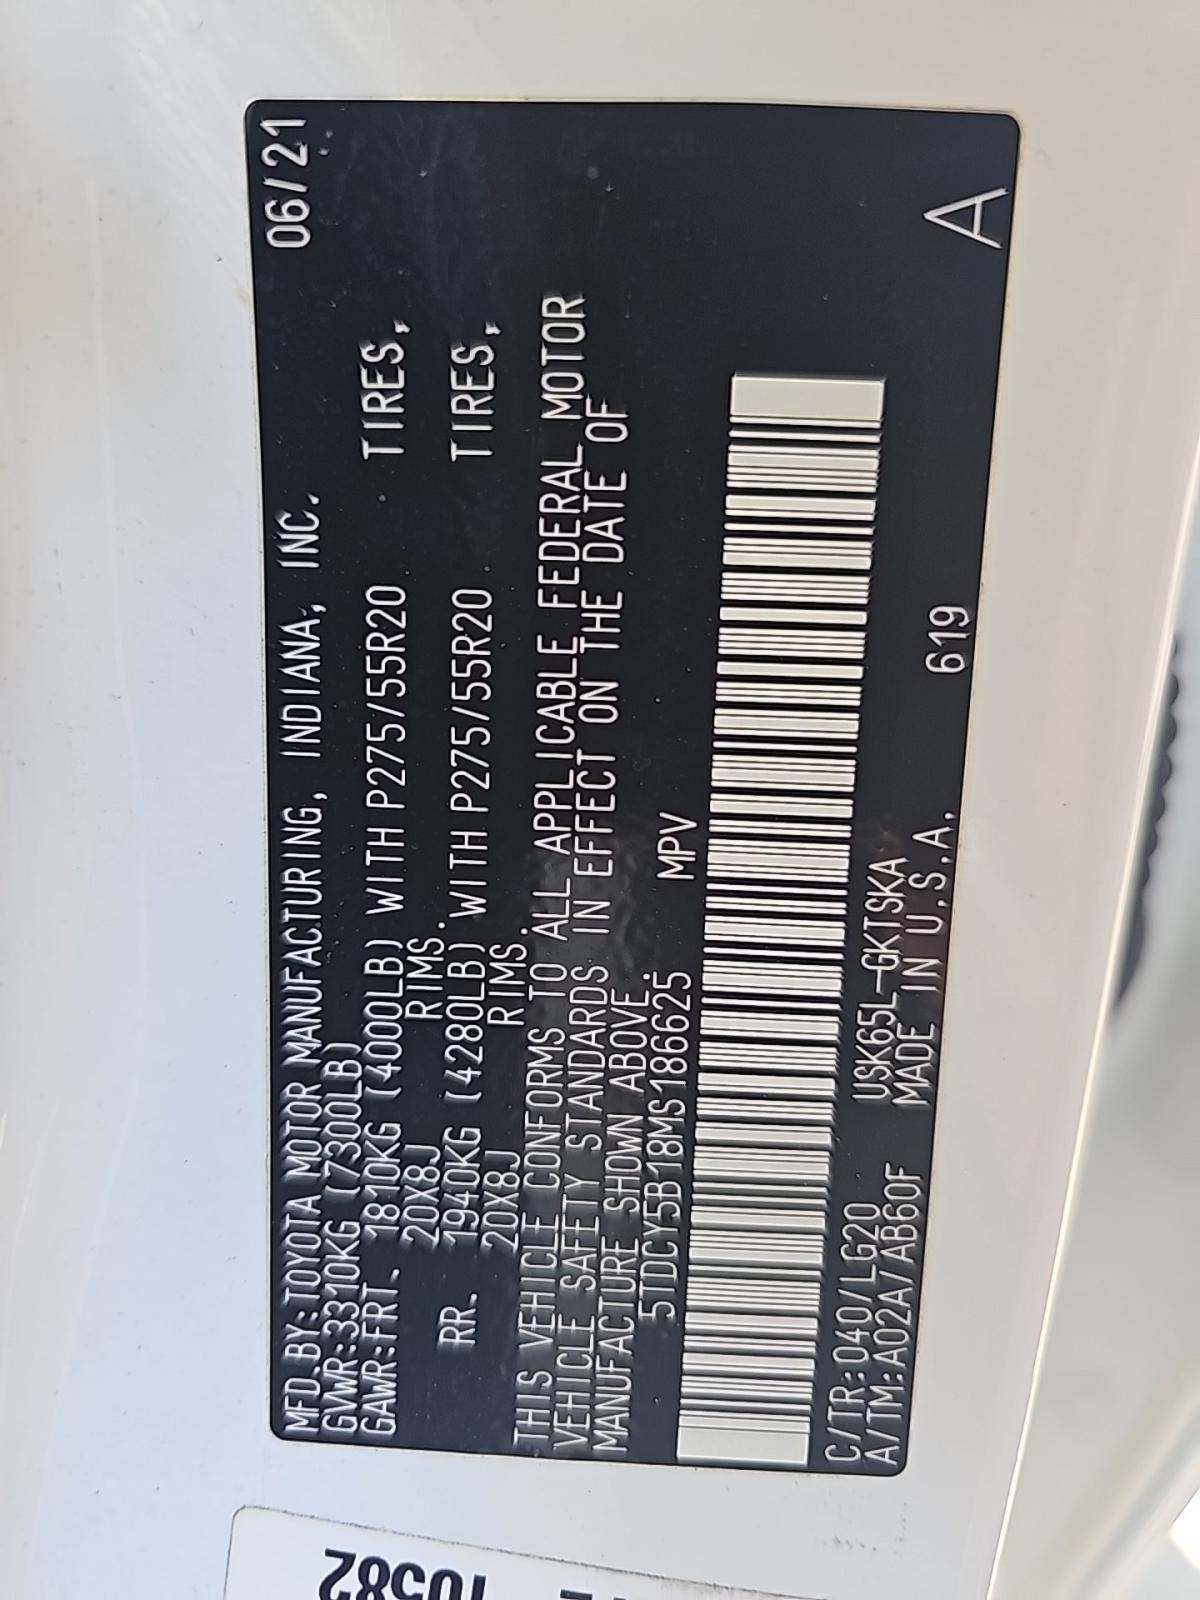 MFD.BY:TOYOTA MOTOR MANUFACTURING, INDIANA, INC. 06/21
GVWR:3310KG (7300LB)
GAWR:FRT. 1810KG (4000LB) WITH P275/55R20 TIRES,
20X8J RIMS.
RR. 1940KG (4280LB) WITH P275/55R20 TIRES,
20X8J RIMS.
THIS VEHICLE CONFORMS TO ALL APPLICABLE FEDERAL MOTOR
VEHICLE SAFETY STANDARDS IN EFFECT ON THE DATE OF
MANUFACTURE SHOWN ABOVE.
5TDCY5B18MS186625 MPV
C/TR:040/LG20 USK65L-GKTSKA
A/TM:A02A/AB60F MADE IN U.S.A. 619 A
10582